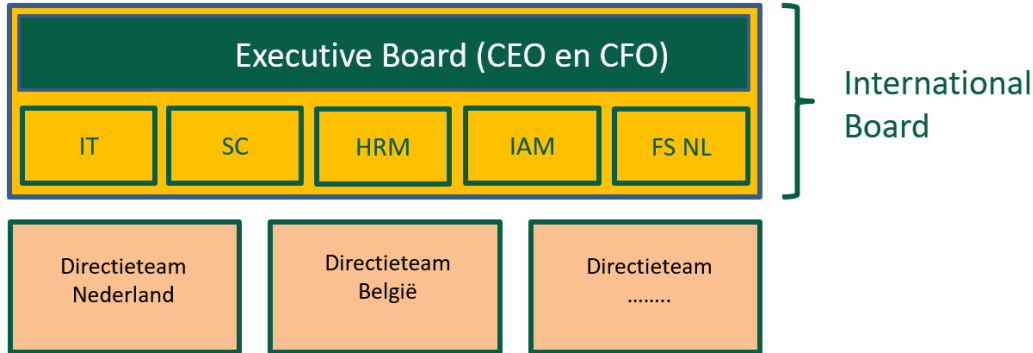 Executive Board (CEO en CFO)
International
Board
IT
SC
HRM
IAM
FS NL
Directieteam
Nederland
Directieteam
België
Directieteam
........